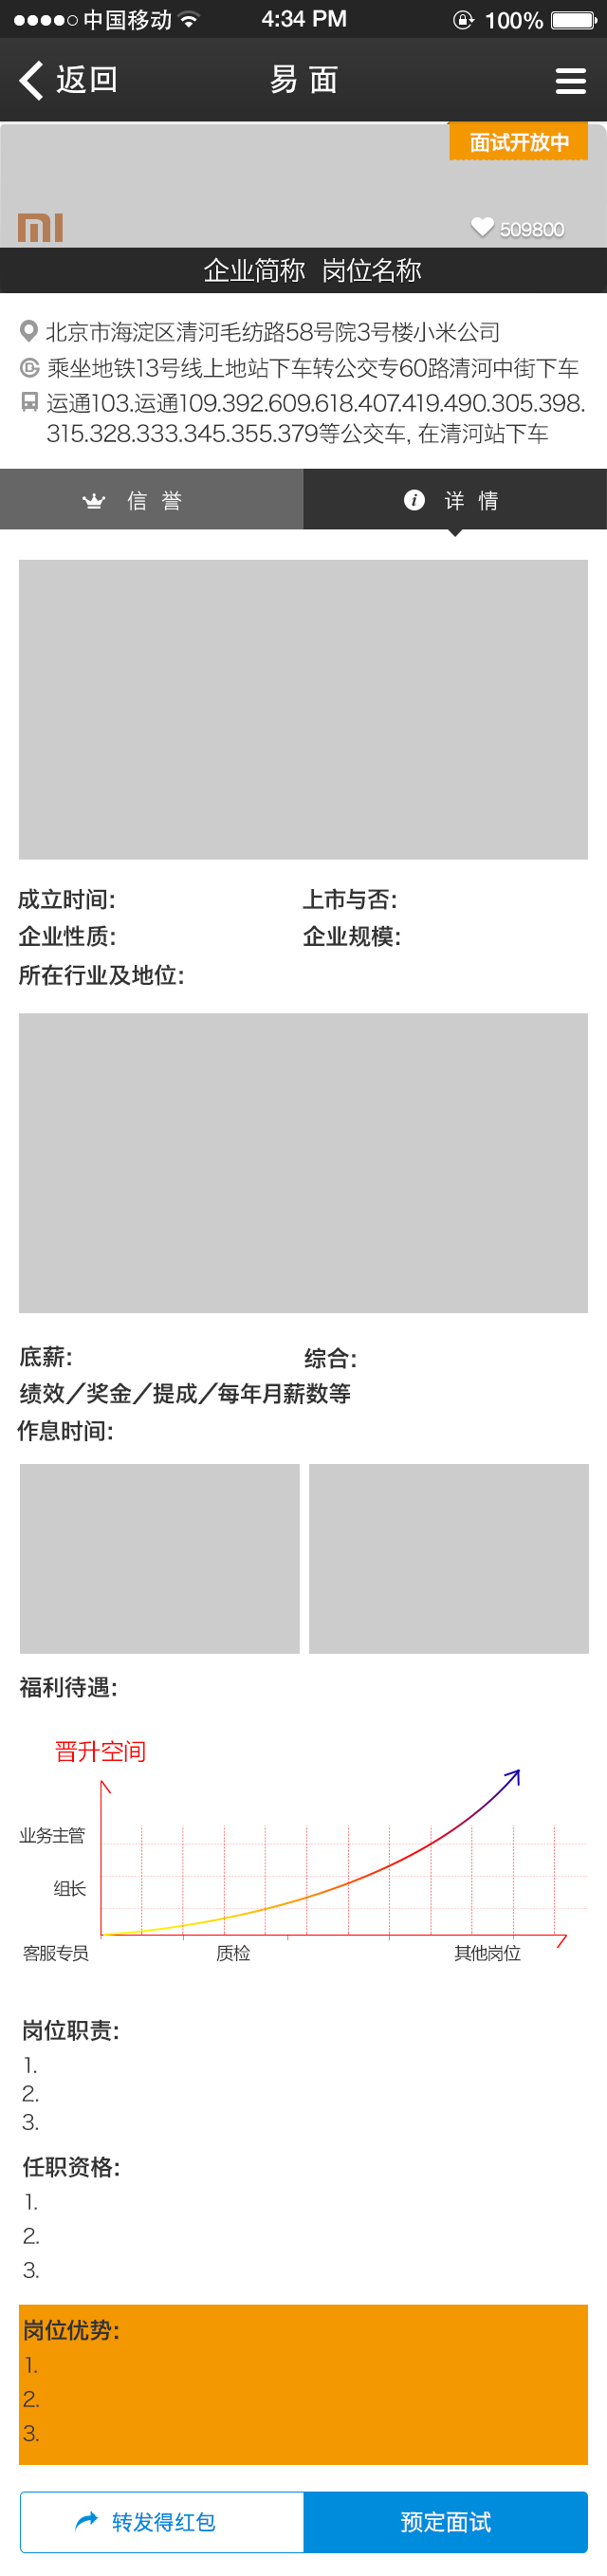 中国移动 4:34 PM 100%
返回 易面
面试开放中
509800
企业简称 岗位名称
北京市海淀区清河毛纺路58号院3号楼小米公司
乘坐地铁13号线上地站下车转公交专60路清河中街下车
运通103.运通109.392.609.618.407.419.490.305.398.
315.328.333.345.355.379等公交车, 在清河站下车
信誉 详情
成立时间: 上市与否:
企业性质: 企业规模:
所在行业及地位:
底薪: 综合:
绩效/奖金/提成/每年月薪数等
作息时间:
福利待遇:
晋升空间
业务主管
组长
客服专员 质检 其他岗位
岗位职责:
1.
2.
3.
任职资格:
1.
2.
3.
岗位优势:
1.
2.
3.
转发得红包 预定面试